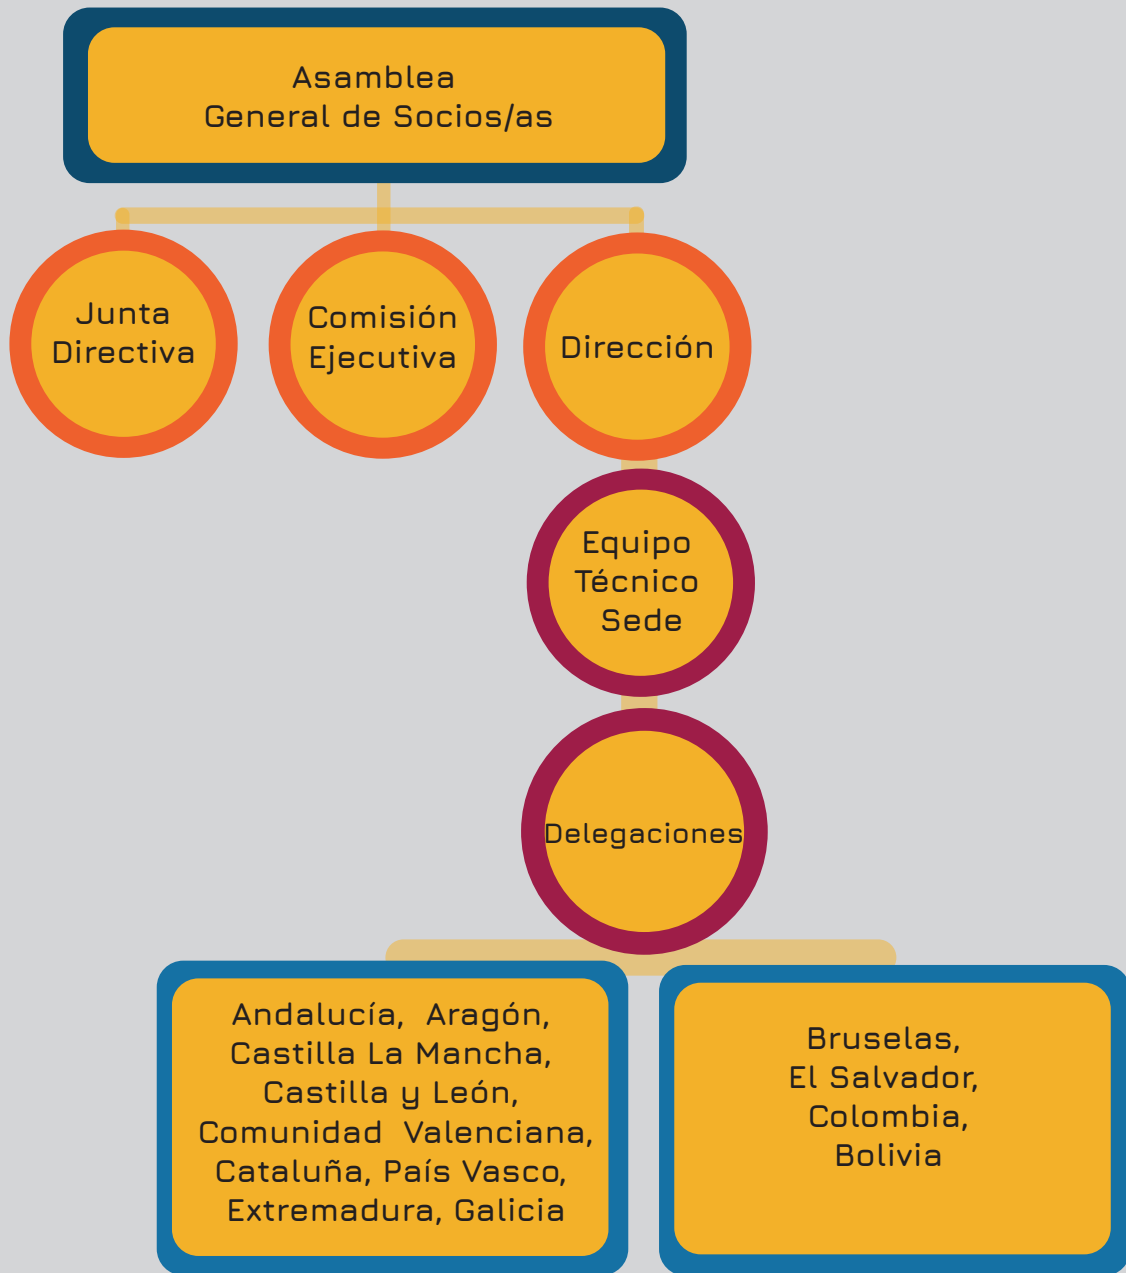 Asamblea
General de Socios/as
Junta
Directiva
Comisión
Ejecutiva
Dirección
Equipo
Técnico
Sede
Delegaciones
Andalucía, Aragón,
Castilla La Mancha,
Castilla y León,
Comunidad Valenciana,
Cataluña, País Vasco,
Extremadura, Galicia
Bruselas,
El Salvador,
Colombia,
Bolivia